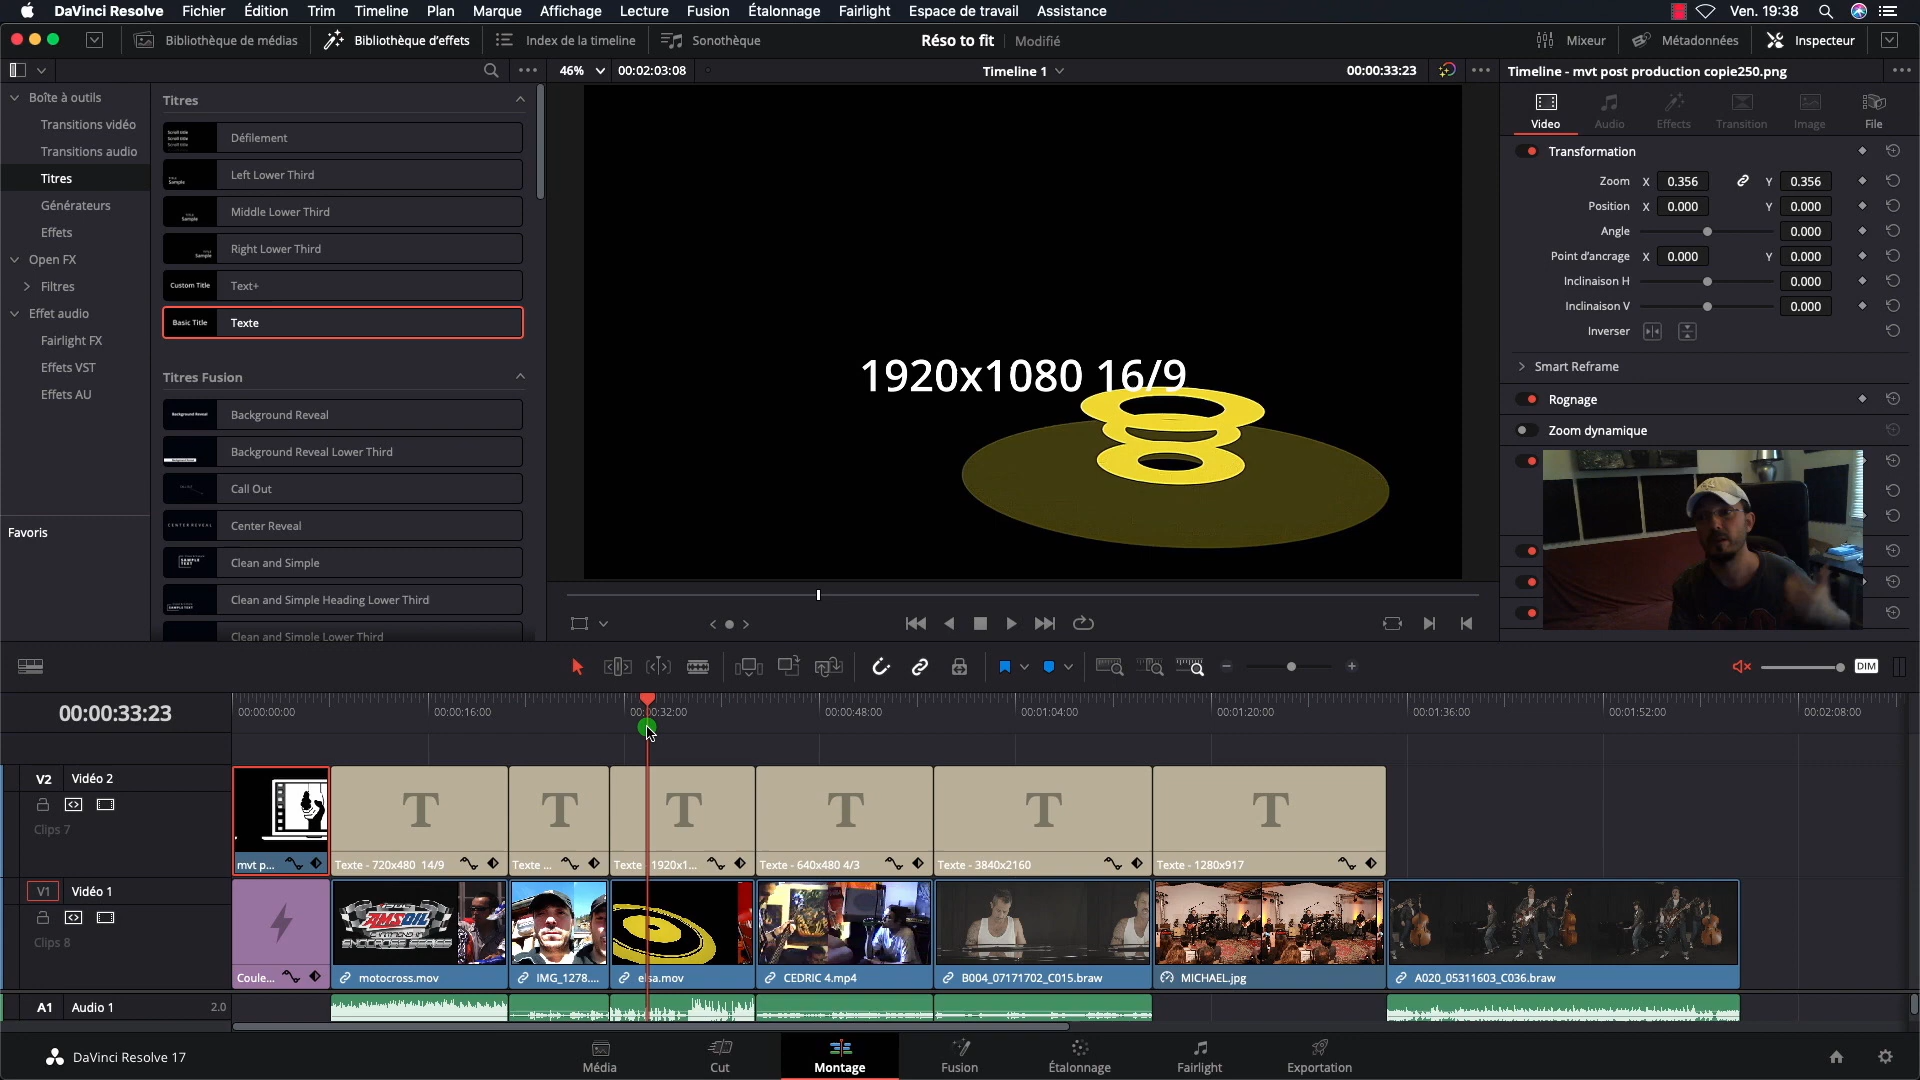 DaVinci Resolve Fichier Édition Trim Timeline Plan Marque Affichage Lecture Fusion Étalonnage Fairlight Espace de travail Assistance Ven. 19:38
Bibliothèque de médias Bibliothèque d'effets Index de la timeline Sonothèque Réso to fit Modifié Mixeur Métadonnées Inspecteur
46% 00:02:03:08 Timeline 1 00:00:33:23 Timeline - mvt post production copie250.png
Boîte à outils
Transitions vidéo
Transitions audio
Titres
Générateurs
Effets
Open FX
Filtres
Effet audio
Fairlight FX
Effets VST
Effets AU
Favoris
Titres
Défilement
Left Lower Third
Middle Lower Third
Right Lower Third
Custom Title Text+
Basic Title Texte
Titres Fusion
Background Reveal Background Reveal
Background Reveal Lower Third
Call Out
CENTER REVEAL Center Reveal
Clean and Simple
Clean and Simple Heading Lower Third
Clean and Simple Lower Third
1920x1080 16/9
Video Audio Effects Transition Image File
Transformation
Zoom X 0.356 Y 0.356
Position X 0.000 Y 0.000
Angle 0.000
Point d'ancrage X 0.000 Y 0.000
Inclinaison H 0.000
Inclinaison V 0.000
Inverser
Smart Reframe
Rognage
Zoom dynamique
DIM
00:00:33:23
00:00:00:00 00:00:16:00 00:00:32:00 00:00:48:00 00:01:04:00 00:01:20:00 00:01:36:00 00:01:52:00 00:02:08:00
V2 Vidéo 2
Clips 7
T T T T T T
mvt p... Texte - 720x480 14/9 Texte ... Texte - 1920x1... Texte - 640x480 4/3 Texte - 3840x2160 Texte - 1280x917
V1 Vidéo 1
Clips 8
AMSOIL
SNOCROSS SERIES
Coule... motocross.mov IMG_1278.... elsa.mov CEDRIC 4.mp4 B004_07171702_C015.braw MICHAEL.jpg A020_05311603_C036.braw
A1 Audio 1 2.0
DaVinci Resolve 17 Média Cut Montage Fusion Étalonnage Fairlight Exportation